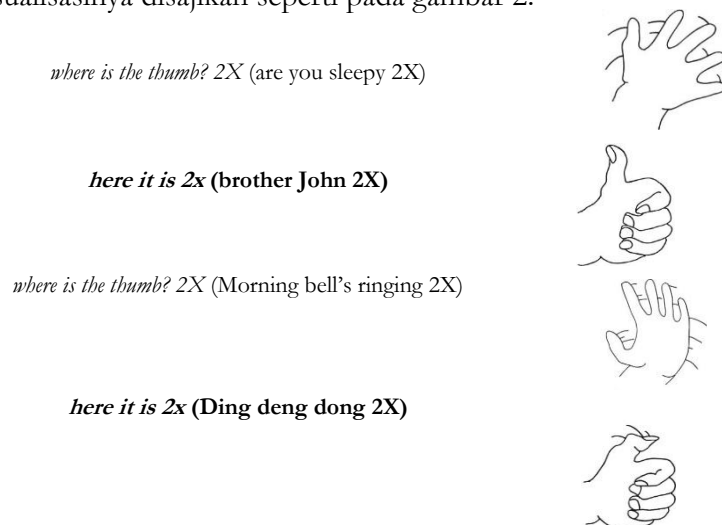 sualisasinya disajikan seperti pada gambar 2.
where is the thumb? 2X (are you sleepy 2X)
here it is 2x (brother John 2X)
where is the thumb? 2X (Morning bell’s ringing 2X)
here it is 2x (Ding deng dong 2X)